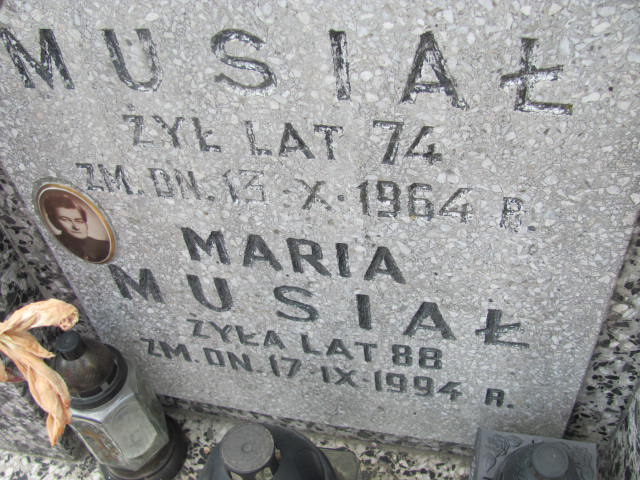 MUSIAŁ
ŻYŁ LAT 74
ZM. DN. 13·X·1964 R.
MARIA
MUSIAŁ
ŻYŁA LAT 88
ZM. DN. 17·IX·1994 R.